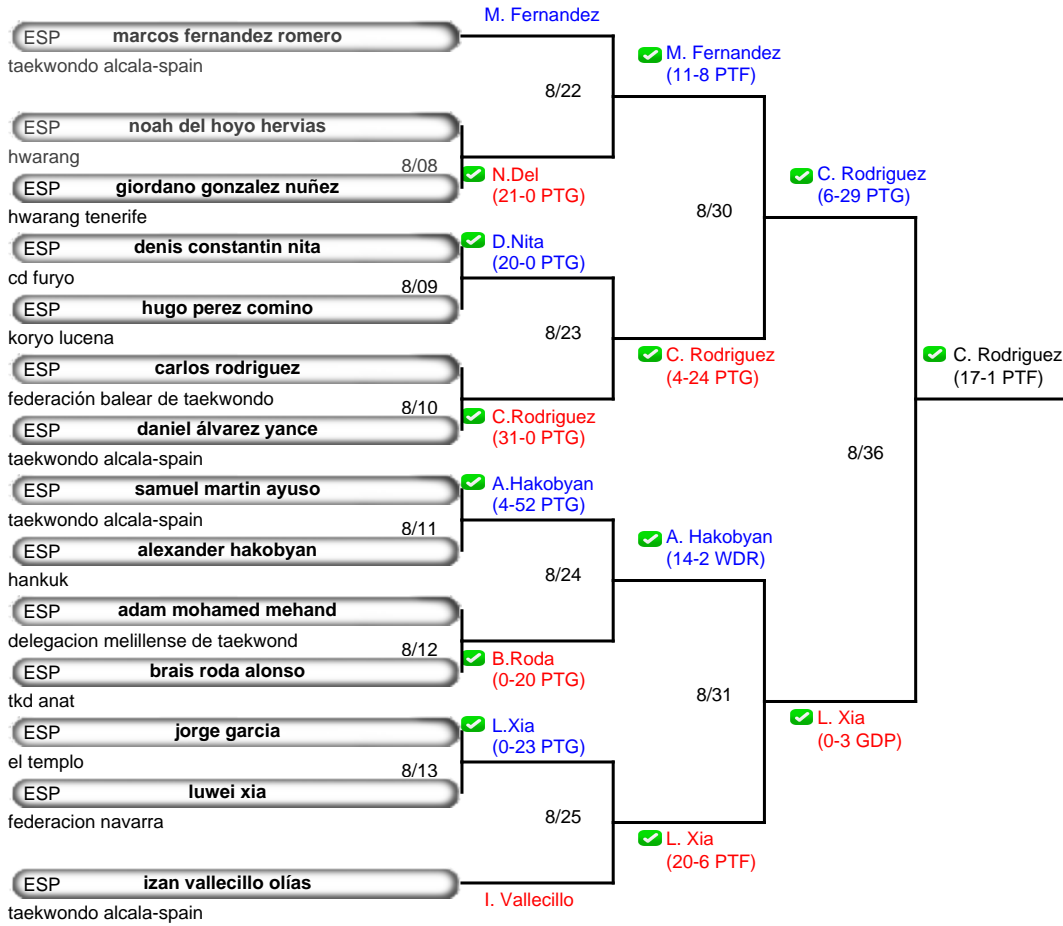 M. Fernandez
ESP marcos fernandez romero
taekwondo alcala-spain
M. Fernandez
(11-8 PTF)
8/22
ESP noah del hoyo hervias
hwarang
8/08
N.Del
(21-0 PTG)
ESP giordano gonzalez nuñez
hwarang tenerife
C. Rodriguez
(6-29 PTG)
8/30
ESP denis constantin nita
cd furyo
D.Nita
(20-0 PTG)
8/09
ESP hugo perez comino
koryo lucena
8/23
C. Rodriguez
(4-24 PTG)
ESP carlos rodriguez
federación balear de taekwondo
8/10
C.Rodriguez
(31-0 PTG)
ESP daniel álvarez yance
taekwondo alcala-spain
C. Rodriguez
(17-1 PTF)
8/36
ESP samuel martin ayuso
taekwondo alcala-spain
A.Hakobyan
(4-52 PTG)
8/11
ESP alexander hakobyan
hankuk
A. Hakobyan
(14-2 WDR)
8/24
ESP adam mohamed mehand
delegacion melillense de taekwond
8/12
B.Roda
(0-20 PTG)
ESP brais roda alonso
tkd anat
8/31
L. Xia
(0-3 GDP)
ESP jorge garcia
el templo
L.Xia
(0-23 PTG)
8/13
ESP luwei xia
federacion navarra
8/25
L. Xia
(20-6 PTF)
ESP izan vallecillo olías
taekwondo alcala-spain
I. Vallecillo